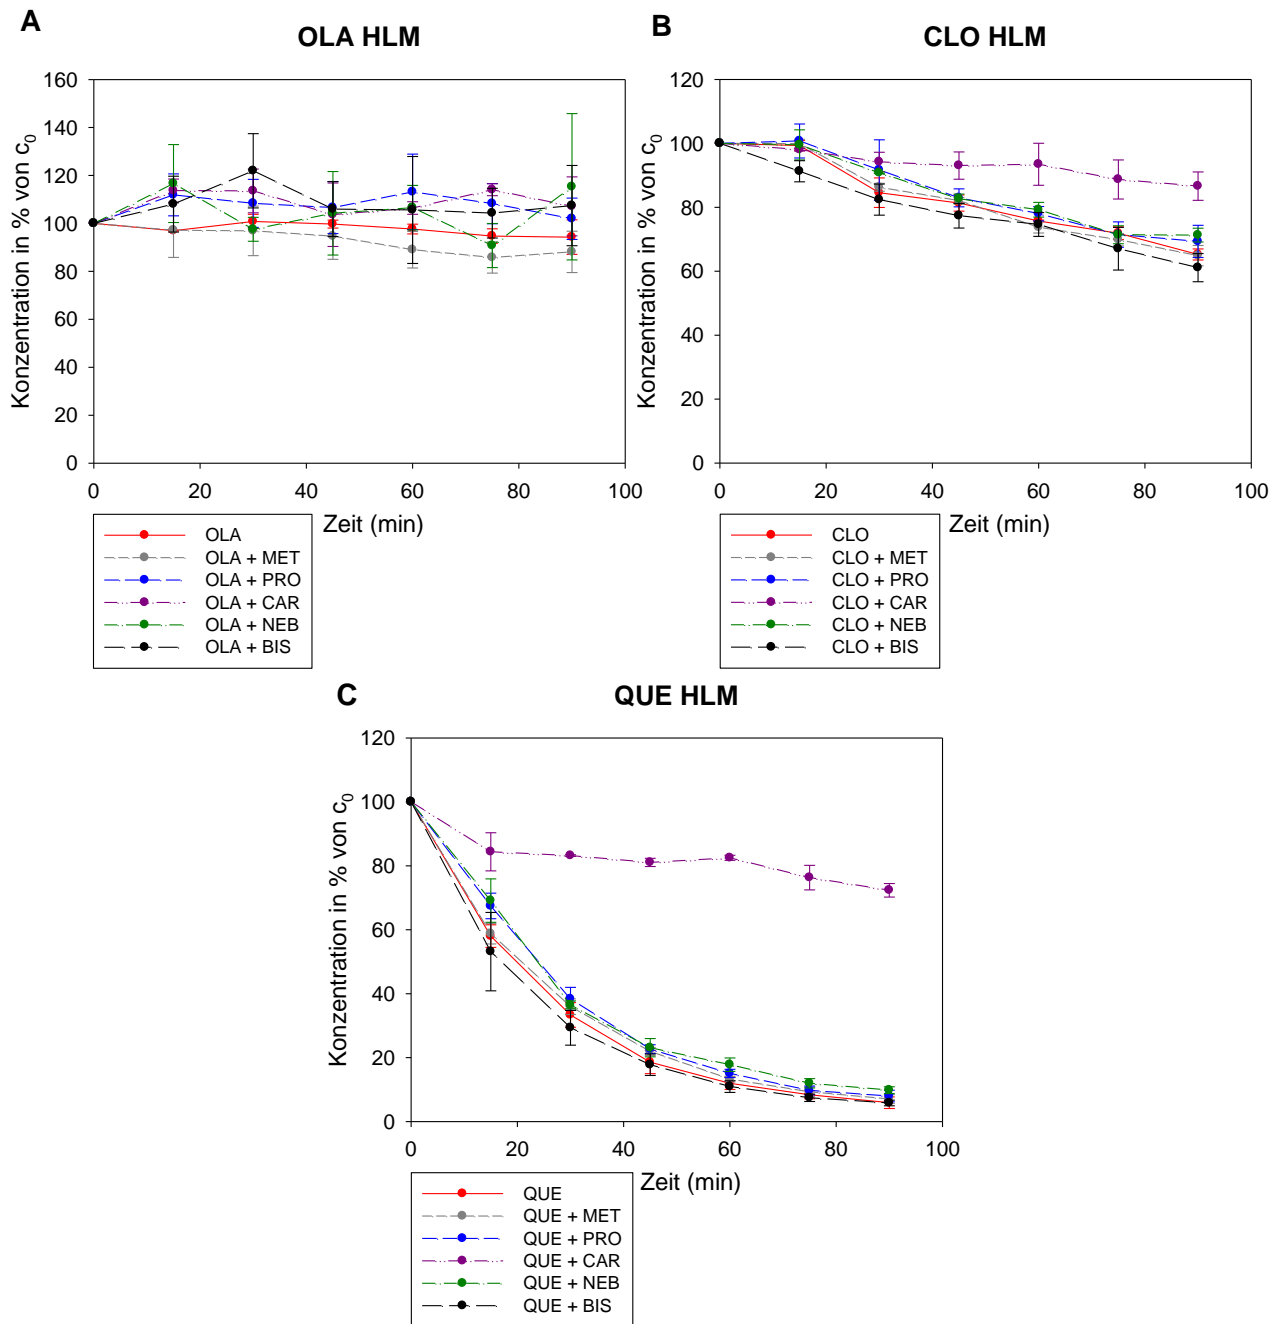 A
OLA HLM
Konzentration in % von c0
160
140
120
100
80
60
40
20
0
0 20 40 60 80 100
Zeit (min)
OLA
OLA + MET
OLA + PRO
OLA + CAR
OLA + NEB
OLA + BIS
B
CLO HLM
Konzentration in % von c0
120
100
80
60
40
20
0
0 20 40 60 80 100
Zeit (min)
CLO
CLO + MET
CLO + PRO
CLO + CAR
CLO + NEB
CLO + BIS
C
QUE HLM
Konzentration in % von c0
120
100
80
60
40
20
0
0 20 40 60 80 100
Zeit (min)
QUE
QUE + MET
QUE + PRO
QUE + CAR
QUE + NEB
QUE + BIS